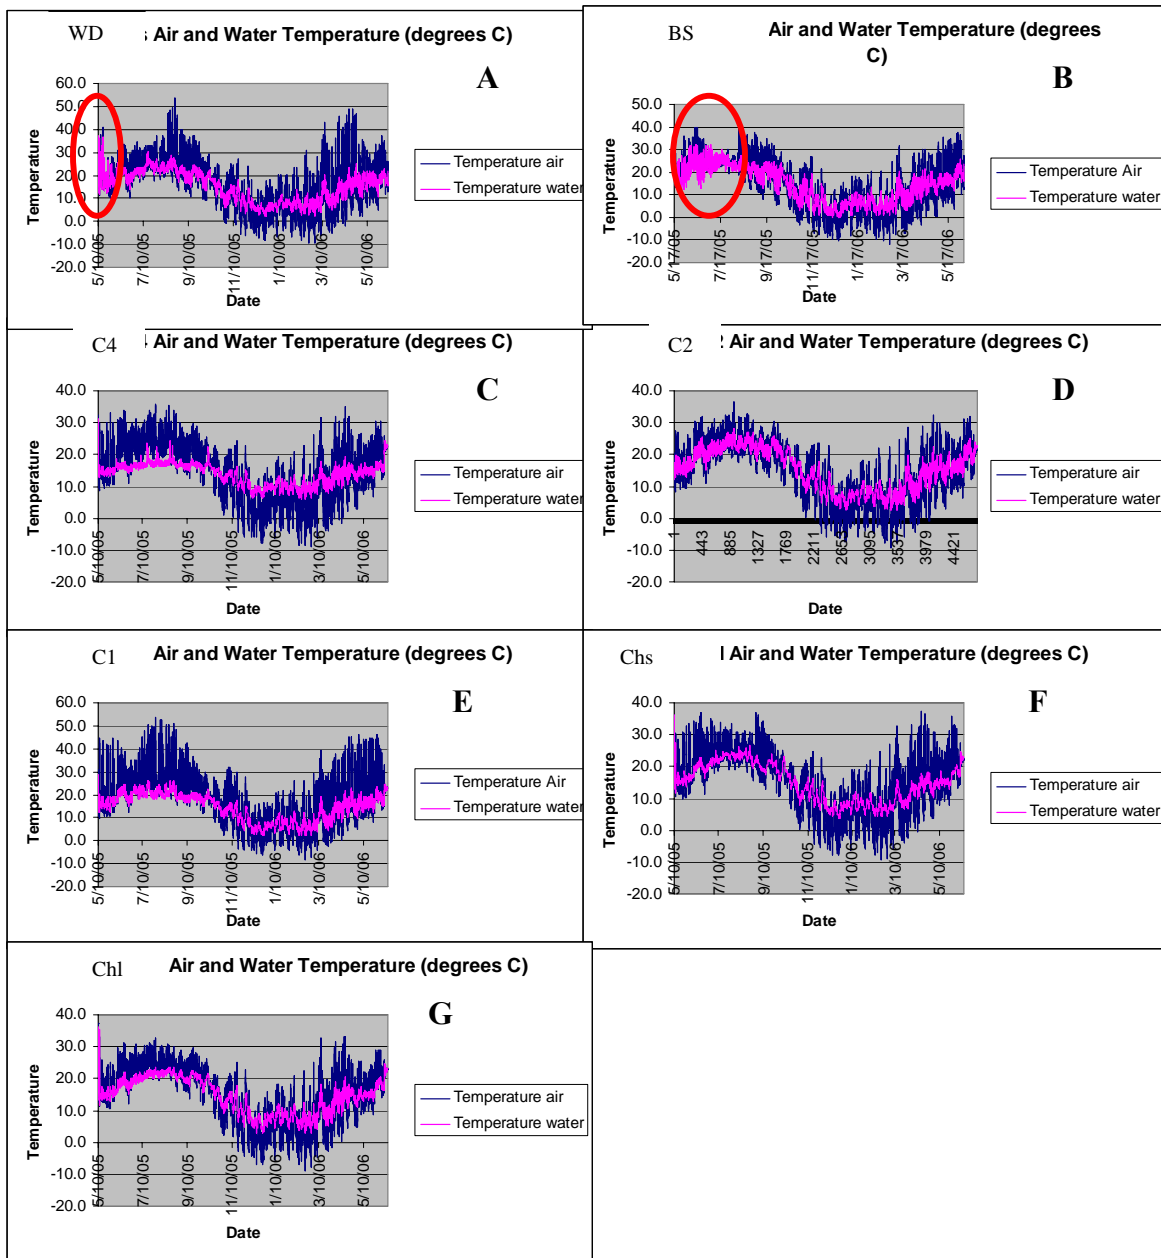 WD s Air and Water Temperature (degrees C)
A
60.0
50.0
40.0
30.0
20.0
10.0
0.0
-10.0
-20.0
Temperature
5/10/05 7/10/05 9/10/05 11/10/05 1/10/06 3/10/06 5/10/06
Date
Temperature air
Temperature water
BS Air and Water Temperature (degrees
C)
B
50.0
40.0
30.0
20.0
10.0
0.0
-10.0
-20.0
Temperature
5/17/05 7/17/05 9/17/05 11/17/05 1/17/06 3/17/06 5/17/06
Date
Temperature Air
Temperature water
C4 4 Air and Water Temperature (degrees C)
C
40.0
30.0
20.0
10.0
0.0
-10.0
-20.0
Temperature
5/10/05 7/10/05 9/10/05 11/10/05 1/10/06 3/10/06 5/10/06
Date
Temperature air
Temperature water
C2 2 Air and Water Temperature (degrees C)
D
40.0
30.0
20.0
10.0
0.0
-10.0
-20.0
Temperature
1 443 885 1327 1769 2211 2653 3095 3537 3979 4421
Date
Temperature air
Temperature water
C1 Air and Water Temperature (degrees C)
E
60.0
50.0
40.0
30.0
20.0
10.0
0.0
-10.0
-20.0
Temperature
5/10/05 7/10/05 9/10/05 11/10/05 1/10/06 3/10/06 5/10/06
Date
Temperature Air
Temperature water
Chs l Air and Water Temperature (degrees C)
F
40.0
30.0
20.0
10.0
0.0
-10.0
-20.0
Temperature
5/10/05 7/10/05 9/10/05 11/10/05 1/10/06 3/10/06 5/10/06
Date
Temperature air
Temperature water
Chl Air and Water Temperature (degrees C)
G
40.0
30.0
20.0
10.0
0.0
-10.0
-20.0
Temperature
5/10/05 7/10/05 9/10/05 11/10/05 1/10/06 3/10/06 5/10/06
Date
Temperature air
Temperature water